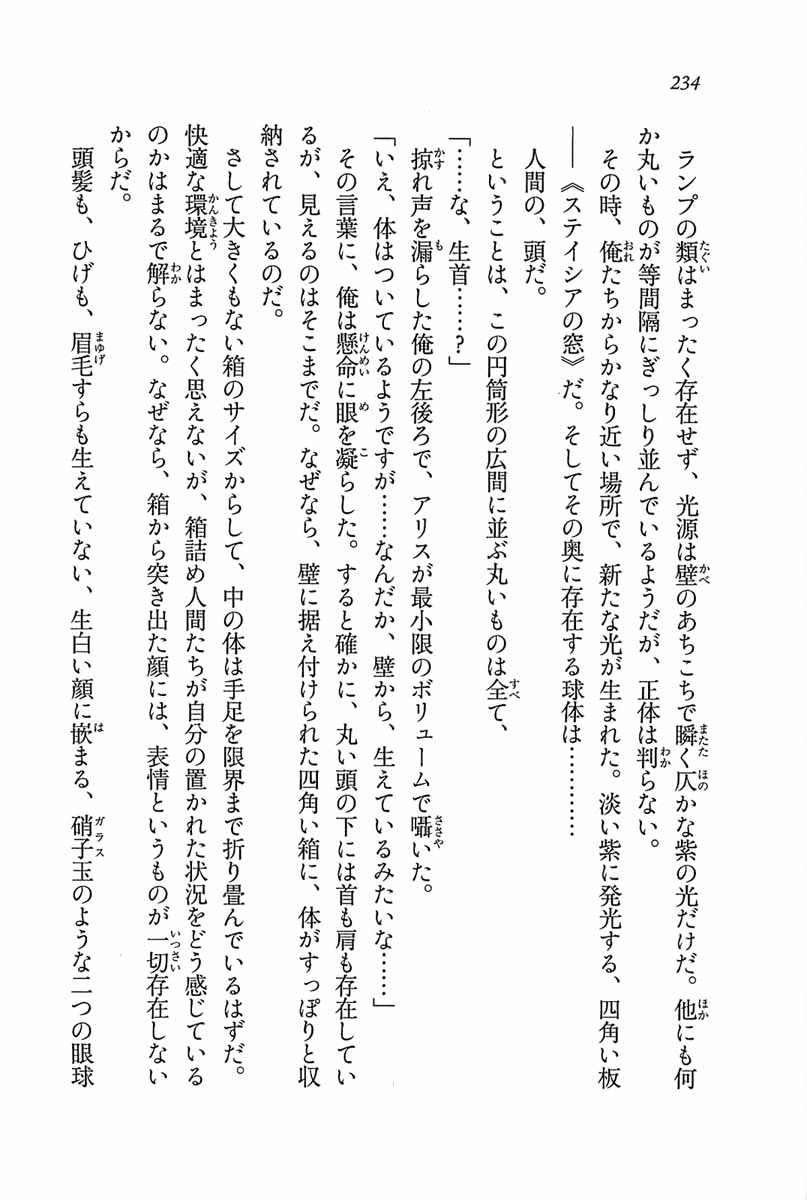 234
ランプの類はまったく存在せず、光源は壁のあちこちで瞬く仄かな紫の光だけだ。他にも何
か丸いものが等間隔にぎっしり並んでいるようだが、正体は判らない。
その時、俺たちからかなり近い場所で、新たな光が生まれた。淡い紫に発光する、四角い板
――《ステイシアの窓》だ。そしてその奥に存在する球体は…………
人間の、頭だ。
ということは、この円筒形の広間に並ぶ丸いものは全て、
「……な、生首……?」
掠れ声を漏らした俺の左後ろで、アリスが最小限のボリュームで囁いた。
「いえ、体はついているようですが……なんだか、壁から、生えているみたいな……」
その言葉に、俺は懸命に眼を凝らした。すると確かに、丸い頭の下には首も肩も存在してい
るが、見えるのはそこまでだ。なぜなら、壁に据え付けられた四角い箱に、体がすっぽりと収
納されているのだ。
さして大きくもない箱のサイズからして、中の体は手足を限界まで折り畳んでいるはずだ。
快適な環境とはまったく思えないが、箱詰め人間たちが自分の置かれた状況をどう感じている
のかはまるで解らない。なぜなら、箱から突き出た顔には、表情というものが一切存在しない
からだ。
頭髪も、ひげも、眉毛すらも生えていない、生白い顔に嵌まる、硝子玉のような二つの眼球